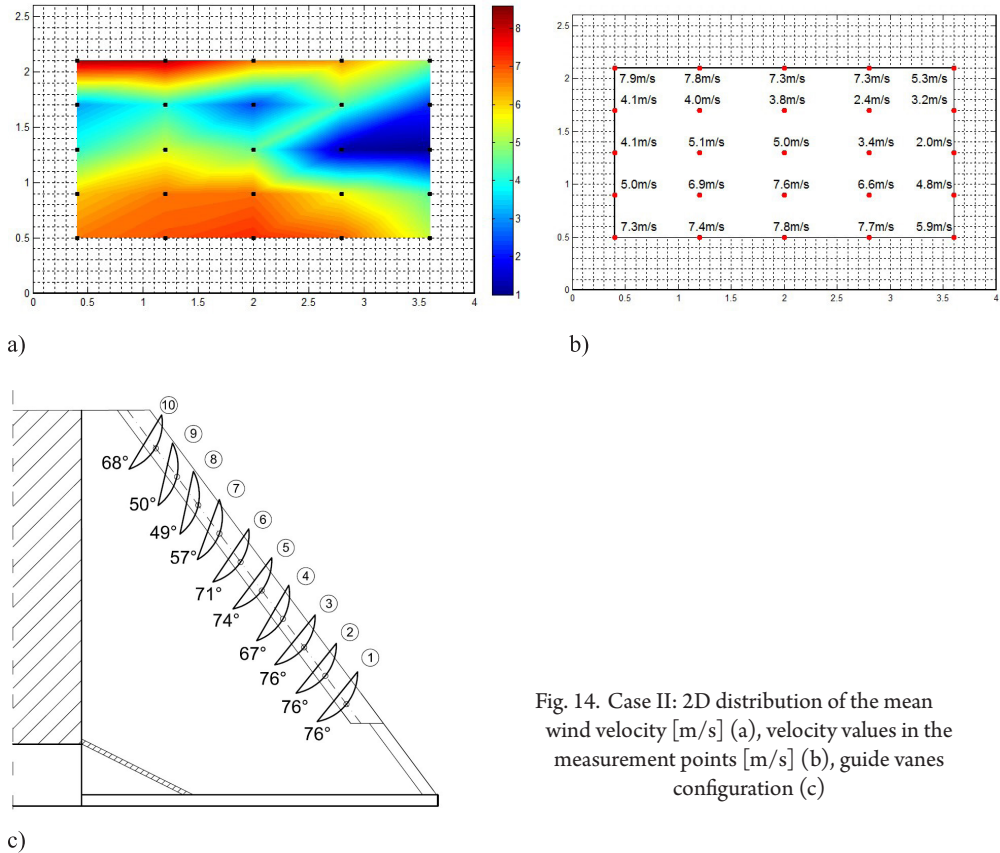 2.5
2
1.5
1
0.5
0
0 0.5 1 1.5 2 2.5 3 3.5 4
8
7
6
5
4
3
2
1
a)
2.5
2
1.5
1
0.5
0
7.9m/s 7.8m/s 7.3m/s 7.3m/s 5.3m/s
4.1m/s 4.0m/s 3.8m/s 2.4m/s 3.2m/s
4.1m/s 5.1m/s 5.0m/s 3.4m/s 2.0m/s
5.0m/s 6.9m/s 7.6m/s 6.6m/s 4.8m/s
7.3m/s 7.4m/s 7.8m/s 7.7m/s 5.9m/s
0 0.5 1 1.5 2 2.5 3 3.5 4
b)
10
9
8
7
6
5
4
3
2
1
68°
50°
49°
57°
71°
74°
67°
76°
76°
76°
c)
Fig. 14. Case II: 2D distribution of the mean
wind velocity [m/s] (a), velocity values in the
measurement points [m/s] (b), guide vanes
configuration (c)